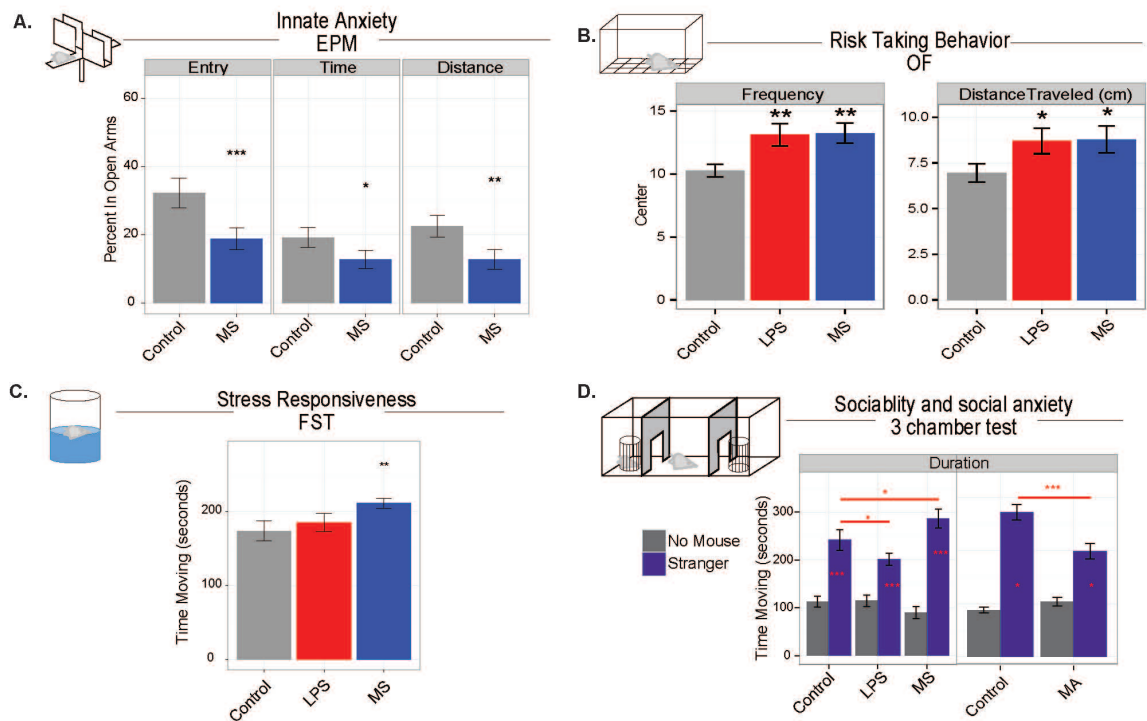 A.
Innate Anxiety
EPM
Entry Time Distance
Percent In Open Arms
60
40
20
0
***
*
**
Control MS Control MS Control MS
B.
Risk Taking Behavior
OF
Frequency
Center
15
10
5
0
** **
Control LPS MS
DistanceTraveled (cm)
10.0
7.5
5.0
2.5
0.0
* *
Control LPS MS
C.
Stress Responsiveness
FST
Time Moving (seconds)
200
100
0
**
Control LPS MS
D.
Sociablity and social anxiety
3 chamber test
Duration
No Mouse
Stranger
Time Moving (seconds)
300
200
100
0
*
*
***
*** *** ***
* *
Control LPS MS Control MA